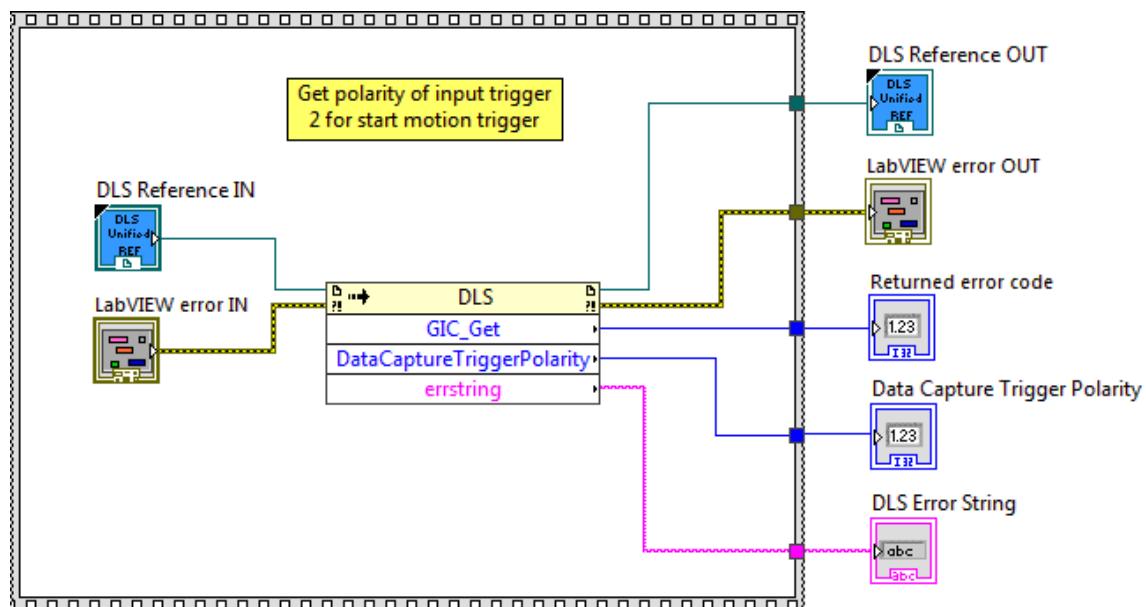 DLS Reference OUT
DLS
Unified
REF
Get polarity of input trigger
2 for start motion trigger
LabVIEW error OUT
DLS Reference IN
DLS
Unified
REF
Returned error code
1.23
I32
LabVIEW error IN
?!
DLS
?!
GIC_Get
DataCaptureTriggerPolarity
errstring
Data Capture Trigger Polarity
1.23
I32
DLS Error String
abc
abc